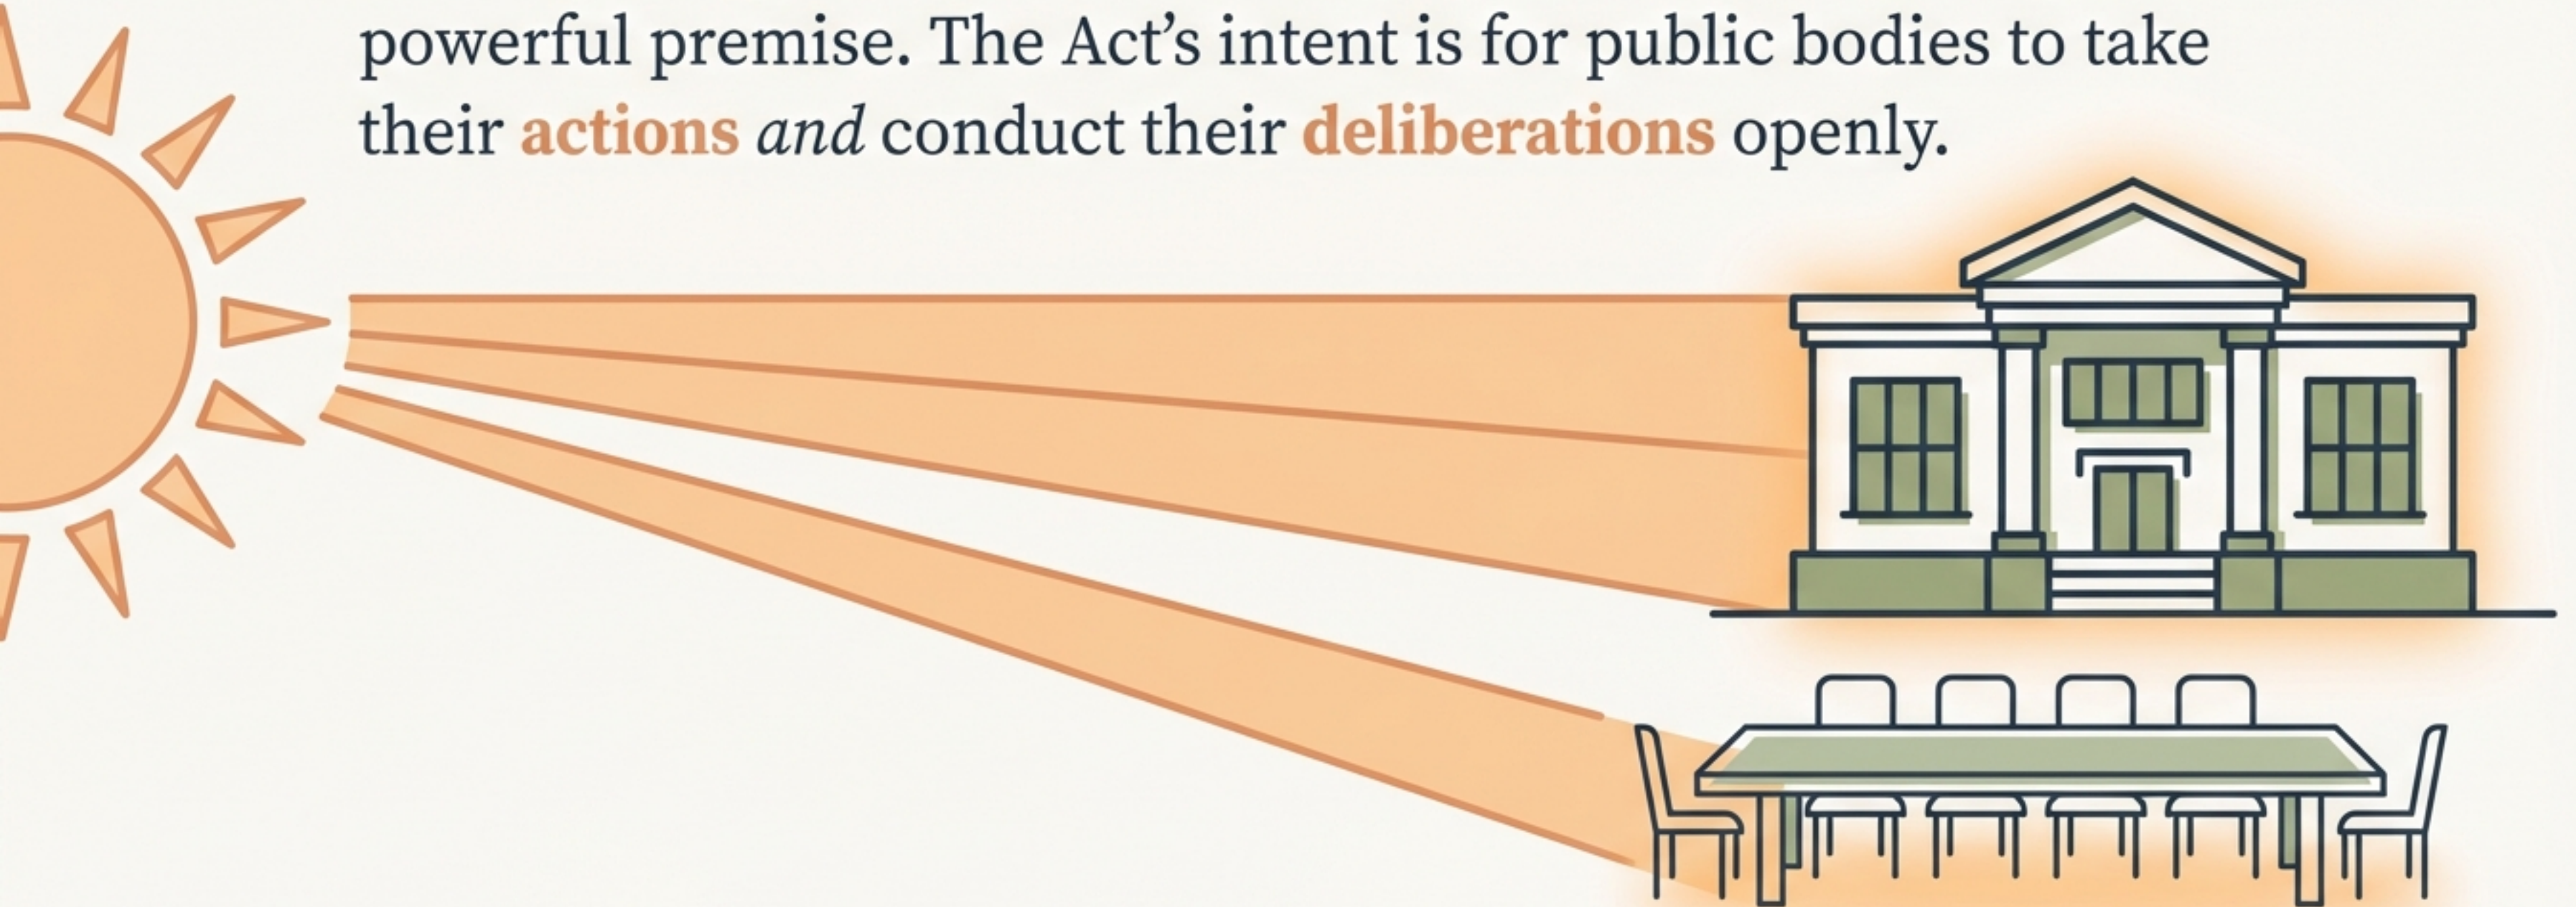 powerful premise. The Act’s intent is for public bodies to take
their actions and conduct their deliberations openly.